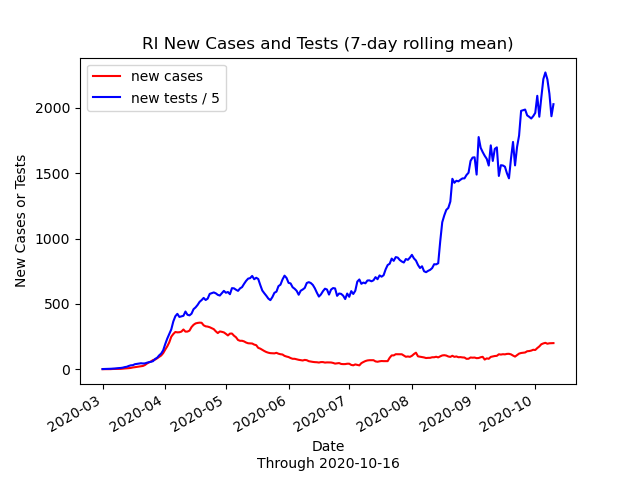 RI New Cases and Tests (7-day rolling mean)
new cases
new tests / 5
New Cases or Tests
2000
1500
1000
500
0
2020-03
2020-04
2020-05
2020-06
2020-07
2020-08
2020-09
2020-10
Date
Through 2020-10-16